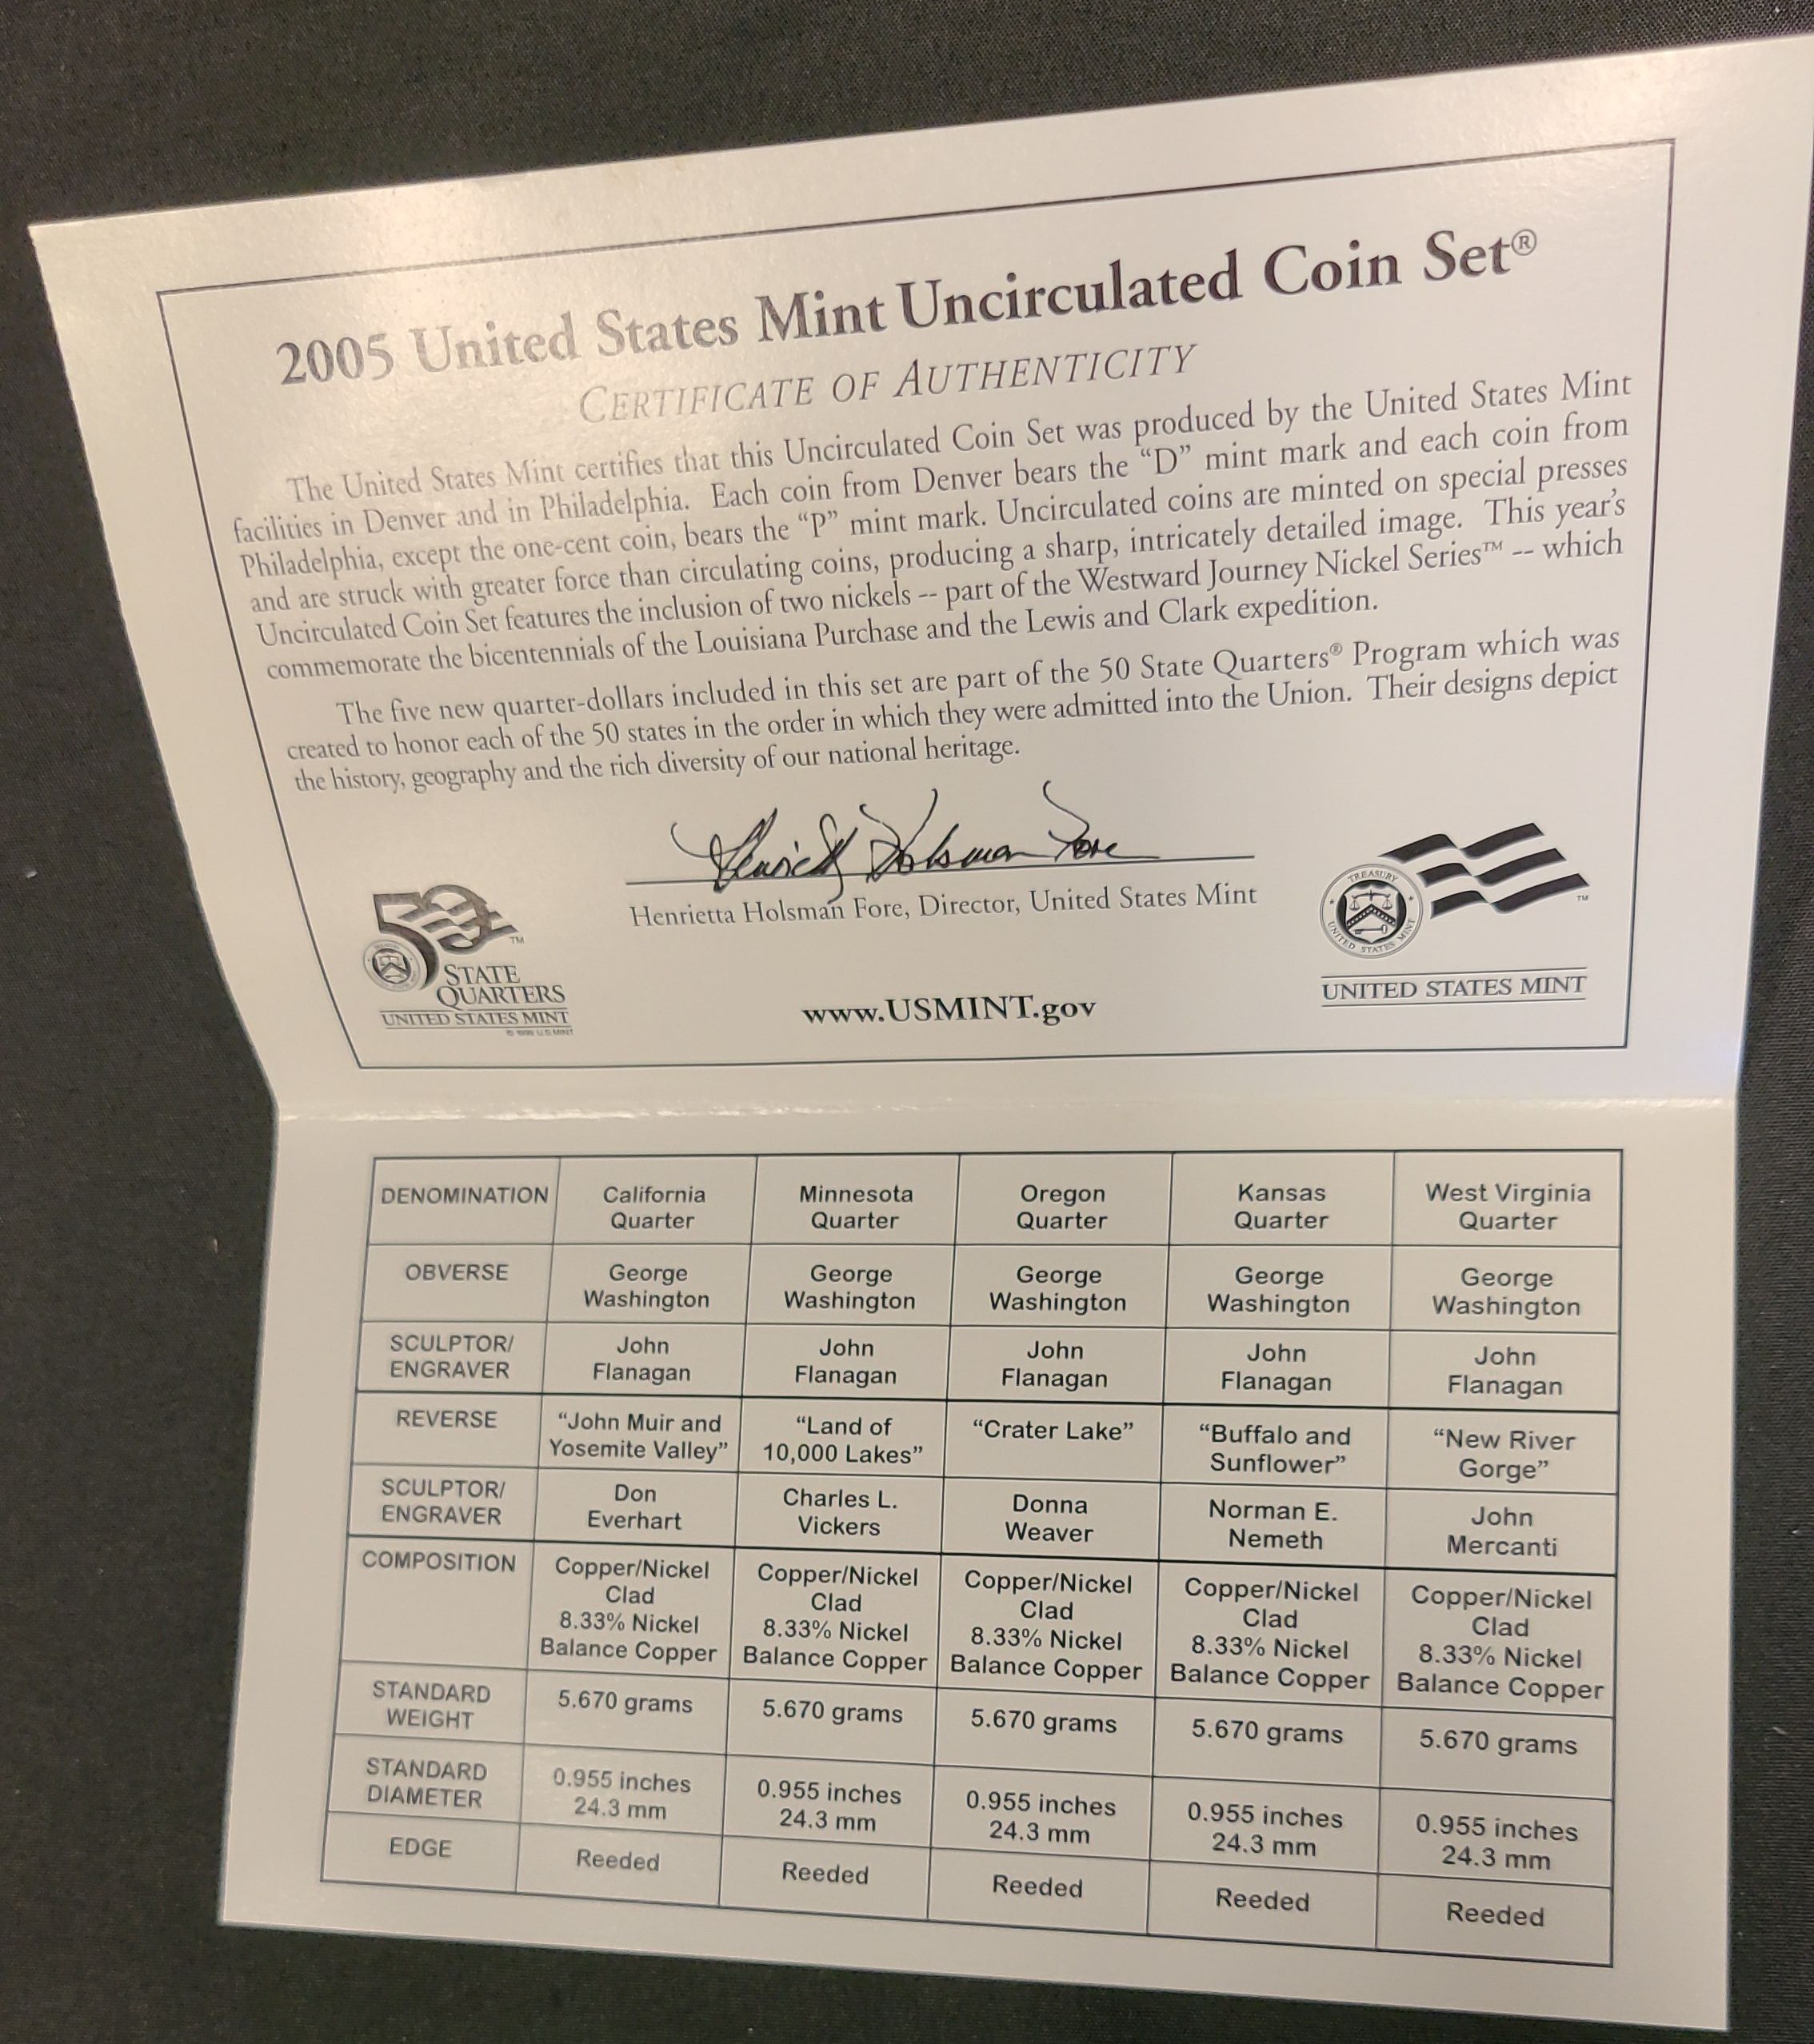 2005 United States Mint Uncirculated Coin Set®
CERTIFICATE OF AUTHENTICITY
The United States Mint certifies that this Uncirculated Coin Set was produced by the United States Mint
facilities in Denver and in Philadelphia. Each coin from Denver bears the “D” mint mark and each coin from
Philadelphia, except the one-cent coin, bears the “P” mint mark. Uncirculated coins are minted on special presses
and are struck with greater force than circulating coins, producing a sharp, intricately detailed image. This year’s
Uncirculated Coin Set features the inclusion of two nickels -- part of the Westward Journey Nickel Series™ -- which
commemorate the bicentennials of the Louisiana Purchase and the Lewis and Clark expedition.
The five new quarter-dollars included in this set are part of the 50 State Quarters® Program which was
created to honor each of the 50 states in the order in which they were admitted into the Union. Their designs depict
the history, geography and the rich diversity of our national heritage.
Henrietta Holsman Fore
Henrietta Holsman Fore, Director, United States Mint
50 ™
STATE
QUARTERS
UNITED STATES MINT
www.USMINT.gov
TREASURY
UNITED STATES MINT
™
UNITED STATES MINT
DENOMINATION California Minnesota Oregon Kansas West Virginia
Quarter Quarter Quarter Quarter Quarter
OBVERSE George George George George George
Washington Washington Washington Washington Washington
SCULPTOR/ John John John John John
ENGRAVER Flanagan Flanagan Flanagan Flanagan Flanagan
REVERSE “John Muir and “Land of “Crater Lake” “Buffalo and “New River
Yosemite Valley” 10,000 Lakes” Sunflower” Gorge”
SCULPTOR/ Don Charles L. Donna Norman E. John
ENGRAVER Everhart Vickers Weaver Nemeth Mercanti
COMPOSITION Copper/Nickel Copper/Nickel Copper/Nickel Copper/Nickel Copper/Nickel
Clad Clad Clad Clad Clad
8.33% Nickel 8.33% Nickel 8.33% Nickel 8.33% Nickel 8.33% Nickel
Balance Copper Balance Copper Balance Copper Balance Copper Balance Copper
STANDARD 5.670 grams 5.670 grams 5.670 grams 5.670 grams 5.670 grams
WEIGHT
STANDARD 0.955 inches 0.955 inches 0.955 inches 0.955 inches 0.955 inches
DIAMETER 24.3 mm 24.3 mm 24.3 mm 24.3 mm 24.3 mm
EDGE Reeded Reeded Reeded Reeded Reeded